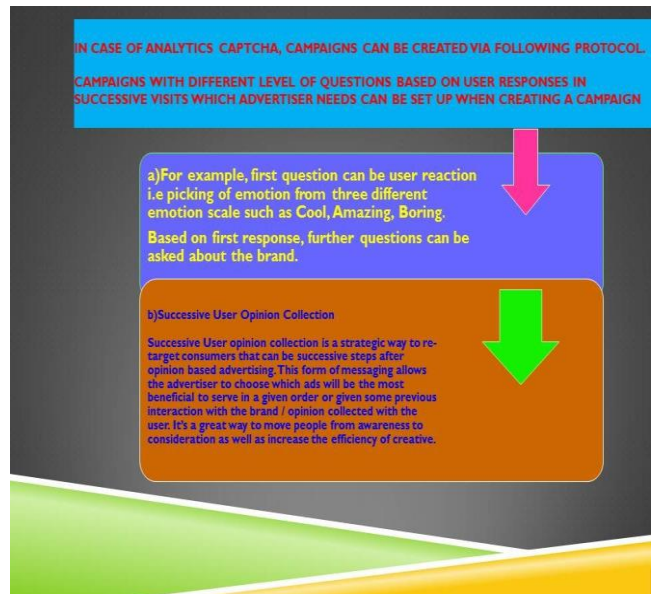 IN CASE OF ANALYTICS CAPTCHA, CAMPAIGNS CAN BE CREATED VIA FOLLOWING PROTOCOL.
CAMPAIGNS WITH DIFFERENT LEVEL OF QUESTIONS BASED ON USER RESPONSES IN
SUCCESSIVE VISITS WHICH ADVERTISER NEEDS CAN BE SET UP WHEN CREATING A CAMPAIGN
a)For example, first question can be user reaction
i.e picking of emotion from three different
emotion scale such as Cool, Amazing, Boring.
Based on first response, further questions can be
asked about the brand.
b)Successive User Opinion Collection
Successive User opinion collection is a strategic way to re-
target consumers that can be successive steps after
opinion based advertising. This form of messaging allows
the advertiser to choose which ads will be the most
beneficial to serve in a given order or given some previous
interaction with the brand / opinion collected with the
user. It's a great way to move people from awareness to
consideration as well as increase the efficiency of creative.